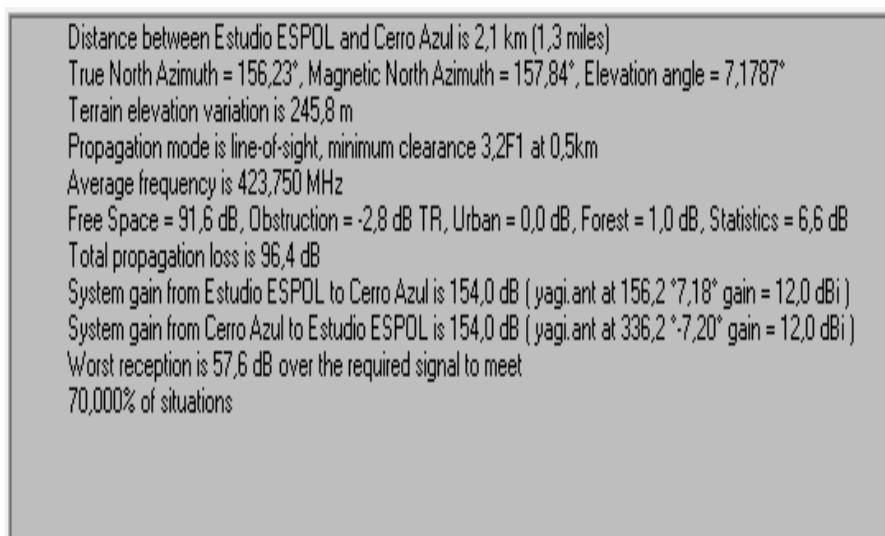 Distance between Estudio ESPOL and Cerro Azul is 2,1 km (1,3 miles)
True North Azimuth = 156,23°, Magnetic North Azimuth = 157,84°, Elevation angle = 7,1787°
Terrain elevation variation is 245,8 m
Propagation mode is line-of-sight, minimum clearance 3,2F1 at 0,5km
Average frequency is 423,750 MHz
Free Space = 91,6 dB, Obstruction = -2,8 dB TR, Urban = 0,0 dB, Forest = 1,0 dB, Statistics = 6,6 dB
Total propagation loss is 96,4 dB
System gain from Estudio ESPOL to Cerro Azul is 154,0 dB ( yagi.ant at 156,2 °7,18° gain = 12,0 dBi )
System gain from Cerro Azul to Estudio ESPOL is 154,0 dB ( yagi.ant at 336,2 °-7,20° gain = 12,0 dBi )
Worst reception is 57,6 dB over the required signal to meet
70,000% of situations